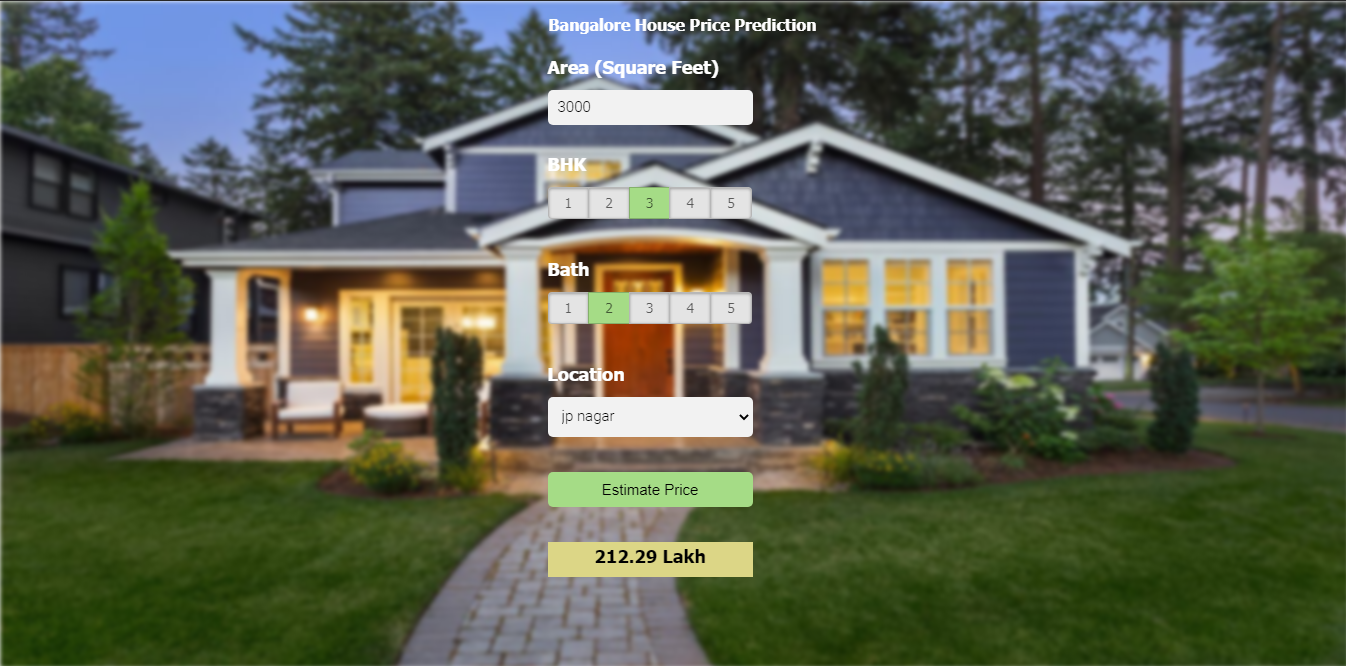 Bangalore House Price Prediction
Area (Square Feet)
3000
BHK
1 2 3 4 5
Bath
1 2 3 4 5
Location
jp nagar
Estimate Price
212.29 Lakh